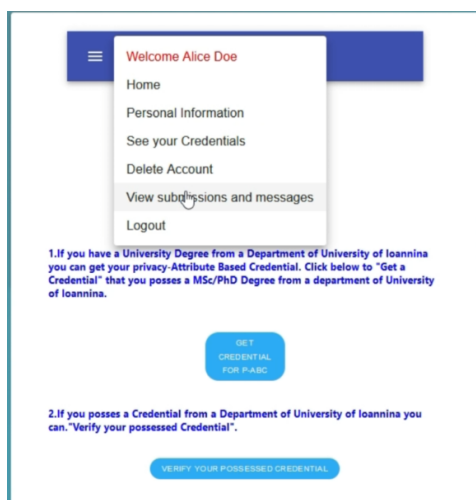 Welcome Alice Doe
Home
Personal Information
See your Credentials
Delete Account
View submissions and messages
Logout
1.If you have a University Degree from a Department of University of Ioannina
you can get your privacy-Attribute Based Credential. Click below to "Get a
Credential" that you posses a MSc/PhD Degree from a department of University
of Ioannina.
GET
CREDENTIAL
FOR P-ABC
2.If you posses a Credential from a Department of University of Ioannina you
can."Verify your possessed Credential".
VERIFY YOUR POSSESSED CREDENTIAL